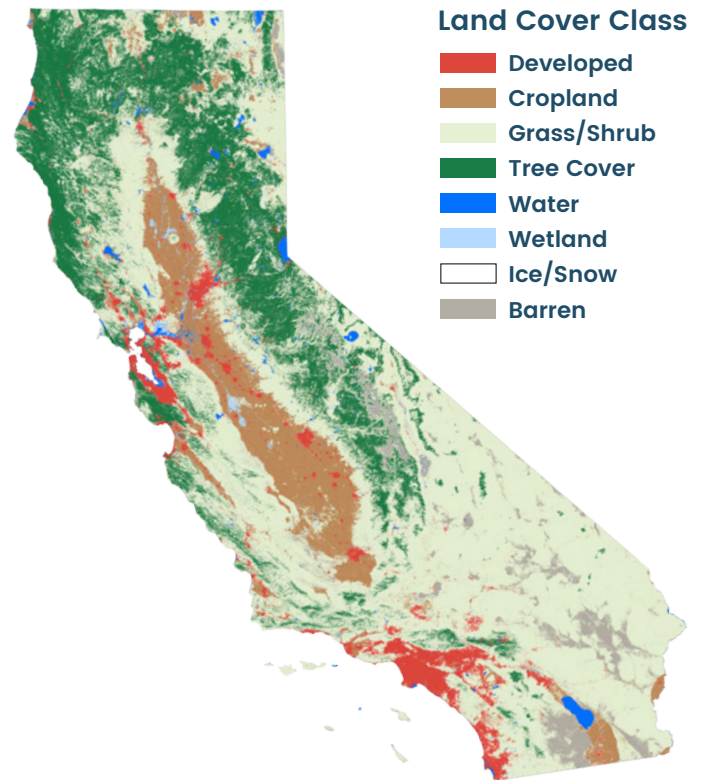 Land Cover Class
Developed
Cropland
Grass/Shrub
Tree Cover
Water
Wetland
Ice/Snow
Barren